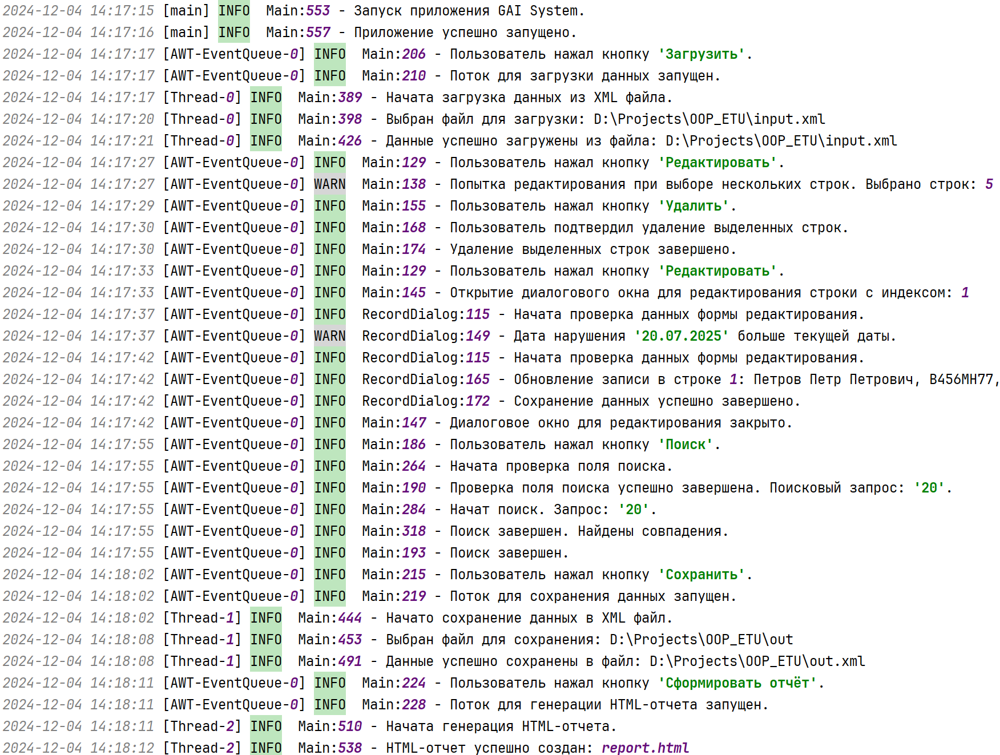 2024-12-04 14:17:15 [main] INFO  Main:553 - Запуск приложения GAI System.
2024-12-04 14:17:16 [main] INFO  Main:557 - Приложение успешно запущено.
2024-12-04 14:17:17 [AWT-EventQueue-0] INFO  Main:206 - Пользователь нажал кнопку 'Загрузить'.
2024-12-04 14:17:17 [AWT-EventQueue-0] INFO  Main:210 - Поток для загрузки данных запущен.
2024-12-04 14:17:17 [Thread-0] INFO  Main:389 - Начата загрузка данных из XML файла.
2024-12-04 14:17:20 [Thread-0] INFO  Main:398 - Выбран файл для загрузки: D:\Projects\OOP_ETU\input.xml
2024-12-04 14:17:21 [Thread-0] INFO  Main:426 - Данные успешно загружены из файла: D:\Projects\OOP_ETU\input.xml
2024-12-04 14:17:27 [AWT-EventQueue-0] INFO  Main:129 - Пользователь нажал кнопку 'Редактировать'.
2024-12-04 14:17:27 [AWT-EventQueue-0] WARN  Main:138 - Попытка редактирования при выборе нескольких строк. Выбрано строк: 5
2024-12-04 14:17:29 [AWT-EventQueue-0] INFO  Main:155 - Пользователь нажал кнопку 'Удалить'.
2024-12-04 14:17:30 [AWT-EventQueue-0] INFO  Main:168 - Пользователь подтвердил удаление выделенных строк.
2024-12-04 14:17:30 [AWT-EventQueue-0] INFO  Main:174 - Удаление выделенных строк завершено.
2024-12-04 14:17:33 [AWT-EventQueue-0] INFO  Main:129 - Пользователь нажал кнопку 'Редактировать'.
2024-12-04 14:17:33 [AWT-EventQueue-0] INFO  Main:145 - Открытие диалогового окна для редактирования строки с индексом: 1
2024-12-04 14:17:37 [AWT-EventQueue-0] INFO  RecordDialog:115 - Начата проверка данных формы редактирования.
2024-12-04 14:17:37 [AWT-EventQueue-0] WARN  RecordDialog:149 - Дата нарушения '20.07.2025' больше текущей даты.
2024-12-04 14:17:42 [AWT-EventQueue-0] INFO  RecordDialog:115 - Начата проверка данных формы редактирования.
2024-12-04 14:17:42 [AWT-EventQueue-0] INFO  RecordDialog:165 - Обновление записи в строке 1: Петров Петр Петрович, В456МН77,
2024-12-04 14:17:42 [AWT-EventQueue-0] INFO  RecordDialog:172 - Сохранение данных успешно завершено.
2024-12-04 14:17:42 [AWT-EventQueue-0] INFO  Main:147 - Диалоговое окно для редактирования закрыто.
2024-12-04 14:17:55 [AWT-EventQueue-0] INFO  Main:186 - Пользователь нажал кнопку 'Поиск'.
2024-12-04 14:17:55 [AWT-EventQueue-0] INFO  Main:264 - Начата проверка поля поиска.
2024-12-04 14:17:55 [AWT-EventQueue-0] INFO  Main:190 - Проверка поля поиска успешно завершена. Поисковый запрос: '20'.
2024-12-04 14:17:55 [AWT-EventQueue-0] INFO  Main:284 - Начат поиск. Запрос: '20'.
2024-12-04 14:17:55 [AWT-EventQueue-0] INFO  Main:318 - Поиск завершен. Найдены совпадения.
2024-12-04 14:17:55 [AWT-EventQueue-0] INFO  Main:193 - Поиск завершен.
2024-12-04 14:18:02 [AWT-EventQueue-0] INFO  Main:215 - Пользователь нажал кнопку 'Сохранить'.
2024-12-04 14:18:02 [AWT-EventQueue-0] INFO  Main:219 - Поток для сохранения данных запущен.
2024-12-04 14:18:02 [Thread-1] INFO  Main:444 - Начато сохранение данных в XML файл.
2024-12-04 14:18:08 [Thread-1] INFO  Main:453 - Выбран файл для сохранения: D:\Projects\OOP_ETU\out
2024-12-04 14:18:08 [Thread-1] INFO  Main:491 - Данные успешно сохранены в файл: D:\Projects\OOP_ETU\out.xml
2024-12-04 14:18:11 [AWT-EventQueue-0] INFO  Main:224 - Пользователь нажал кнопку 'Сформировать отчёт'.
2024-12-04 14:18:11 [AWT-EventQueue-0] INFO  Main:228 - Поток для генерации HTML-отчета запущен.
2024-12-04 14:18:11 [Thread-2] INFO  Main:510 - Начата генерация HTML-отчета.
2024-12-04 14:18:12 [Thread-2] INFO  Main:538 - HTML-отчет успешно создан: report.html